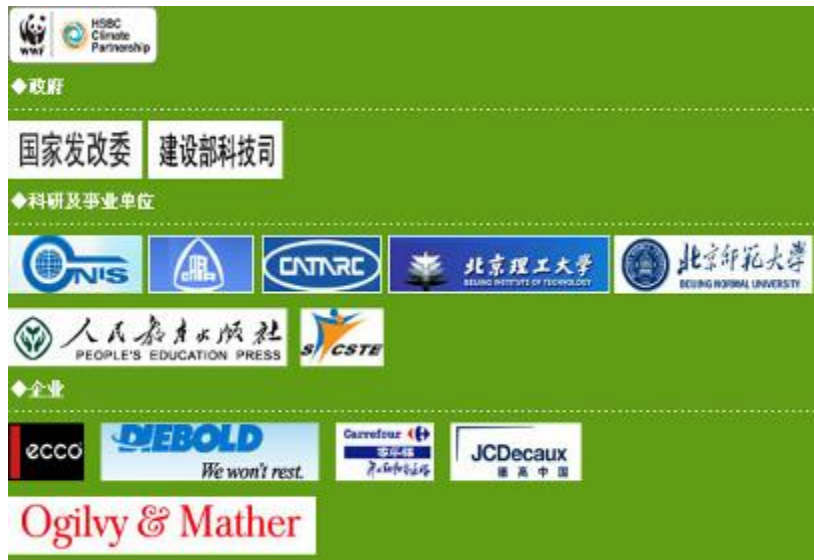 WWF HSBC
Climate
Partnership
◆政府
国家发改委 建设部科技司
◆科研及事业单位
CNIS CATARC 北京理工大学 北京师范大学
BEIJING INSTITUTE OF TECHNOLOGY BEIJING NORMAL UNIVERSITY
人民教育出版社
PEOPLE'S EDUCATION PRESS
CSTE
◆企业
ecco DIEBOLD Carrefour JCDecaux
We won't rest. 家乐福 德高中国
Ogilvy & Mather